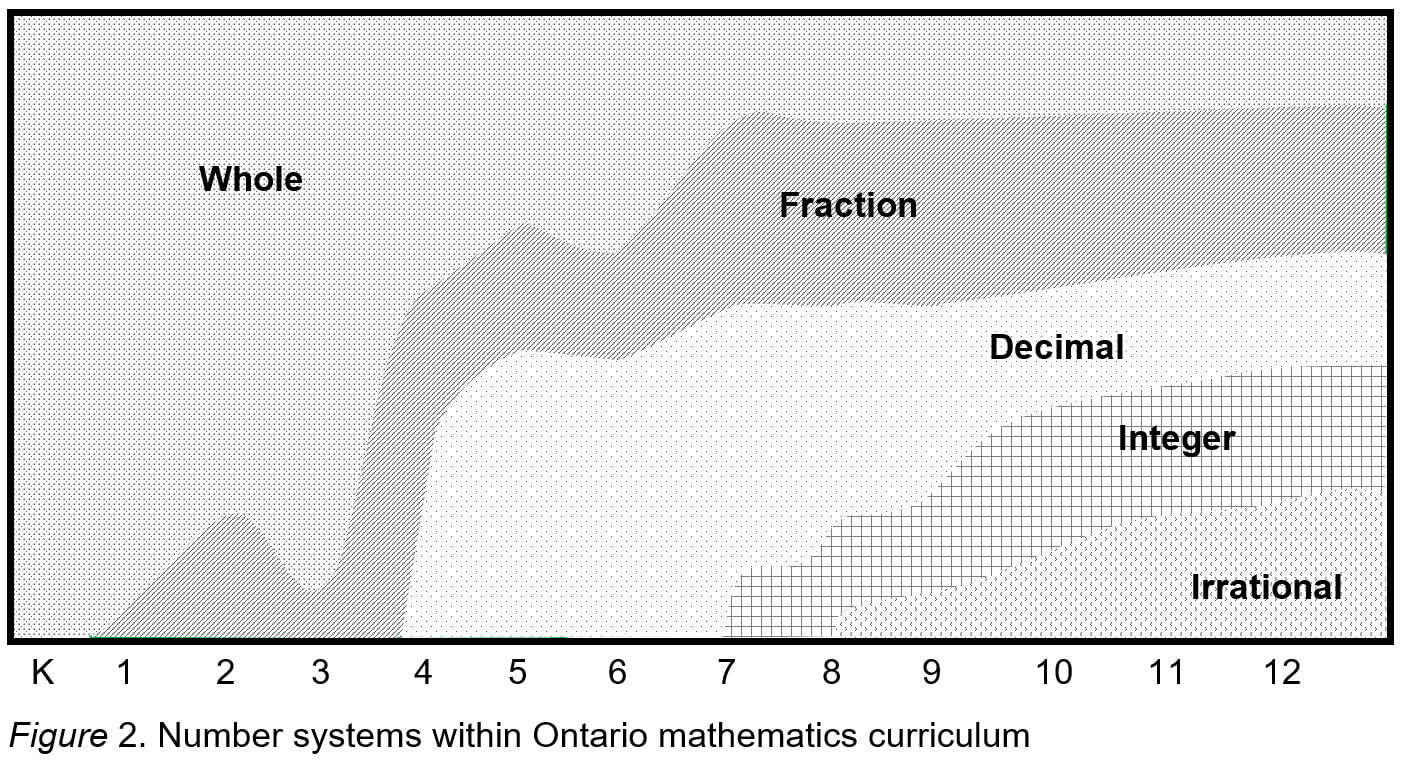 Whole
Fraction
Decimal
Integer
Irrational
K 1 2 3 4 5 6 7 8 9 10 11 12
Figure 2. Number systems within Ontario mathematics curriculum